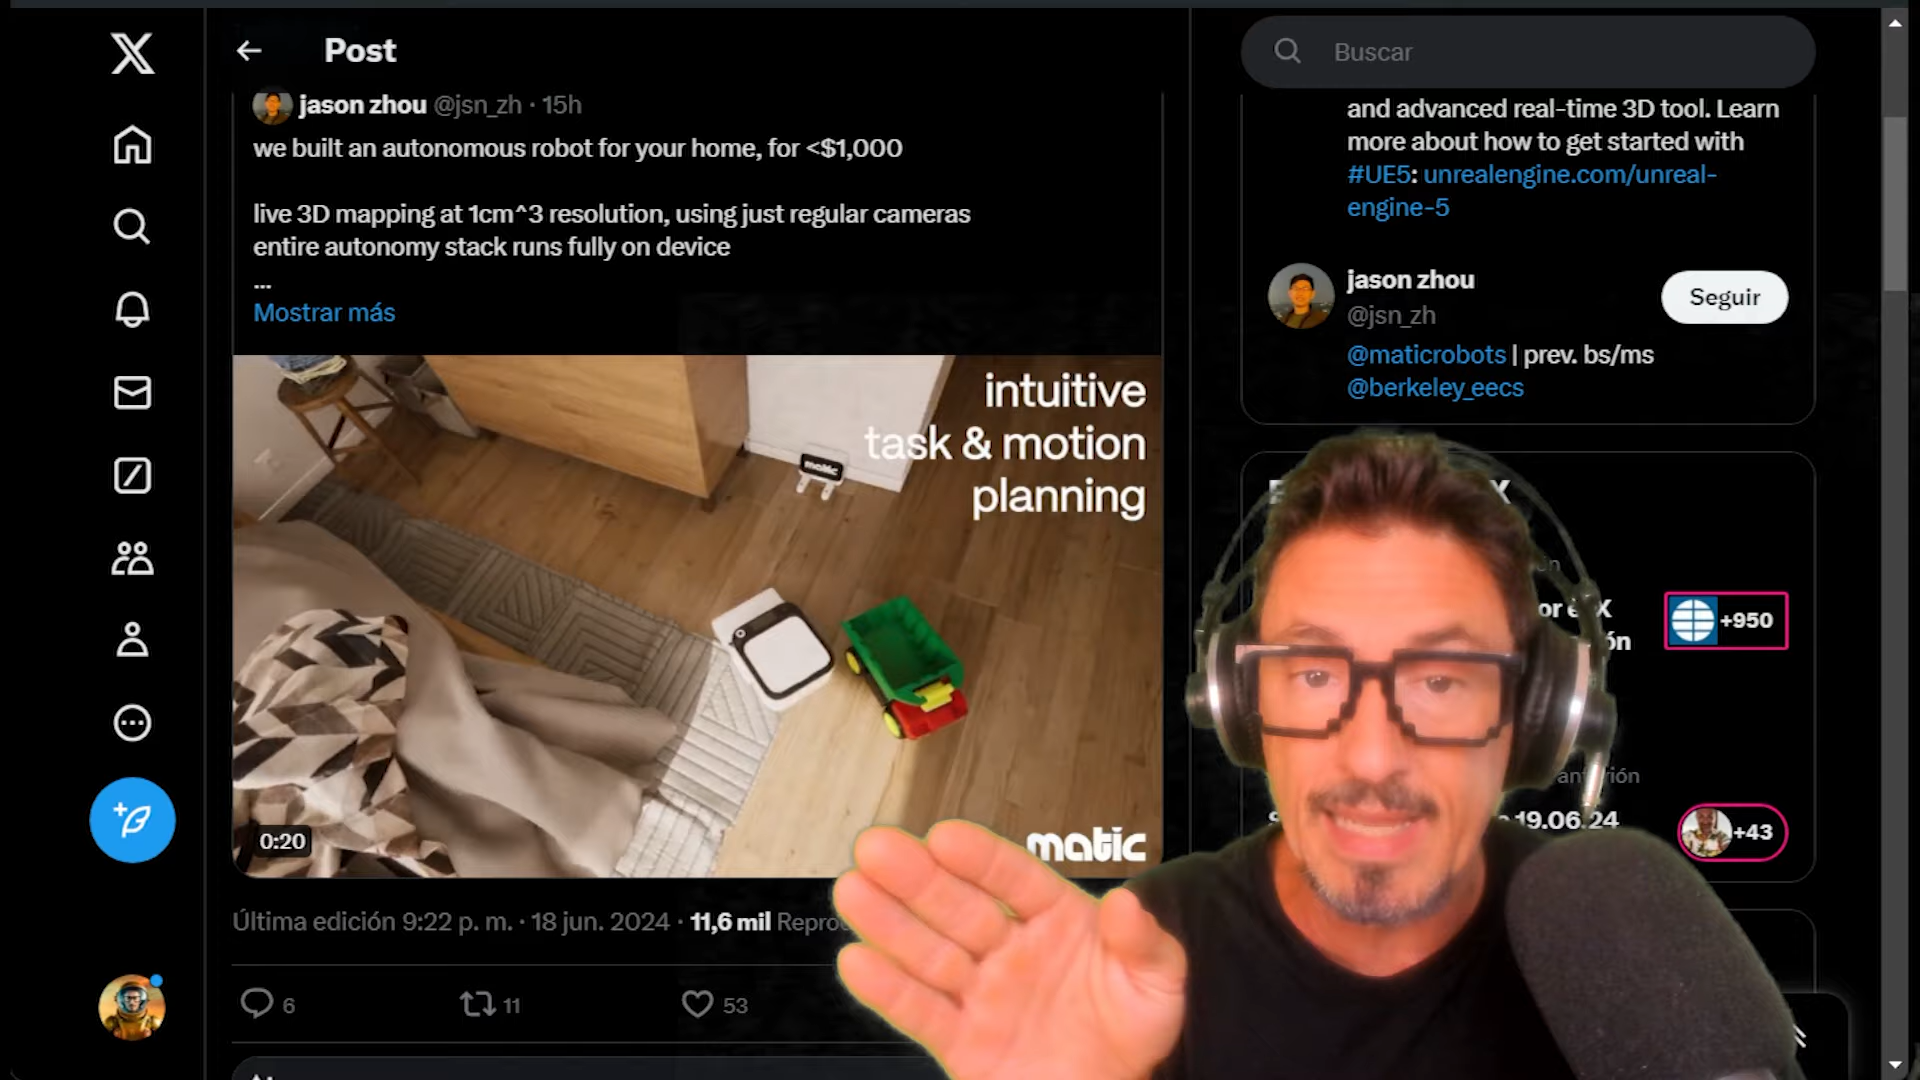 Post
jason zhou @jsn_zh · 15h
we built an autonomous robot for your home, for <$1,000
live 3D mapping at 1cm^3 resolution, using just regular cameras
entire autonomy stack runs fully on device
...
Mostrar más
intuitive
task & motion
planning
matic
0:20
matic
Última edición 9:22 p. m. · 18 jun. 2024 · 11,6 mil
6
11
53
Buscar
and advanced real-time 3D tool. Learn
more about how to get started with
#UE5: unrealengine.com/unreal-
engine-5
jason zhou
@jsn_zh
Seguir
@maticrobots | prev. bs/ms
@berkeley_eecs
X
+950
19.06.24
+43